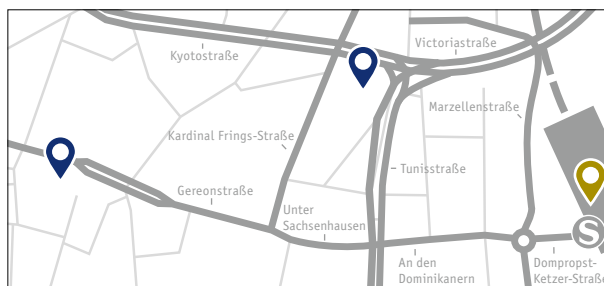 Victoriastraße
Kyotostraße
Marzellenstraße
Kardinal Frings-Straße
Tunisstraße
Gereonstraße
Unter
Sachsenhausen
S
An den
Dominikanern
Dompropst-
Ketzer-Straße